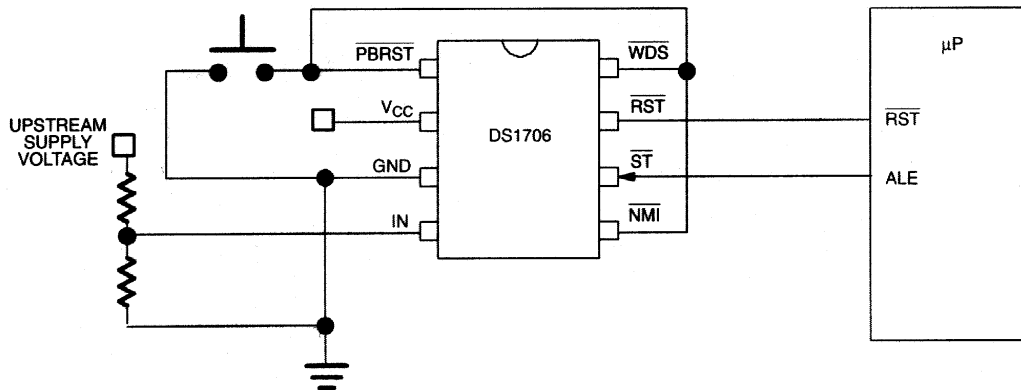 PBRST
VCC
GND
IN
DS1706
WDS
RST
ST
NMI
μP
RST
ALE
UPSTREAM
SUPPLY
VOLTAGE